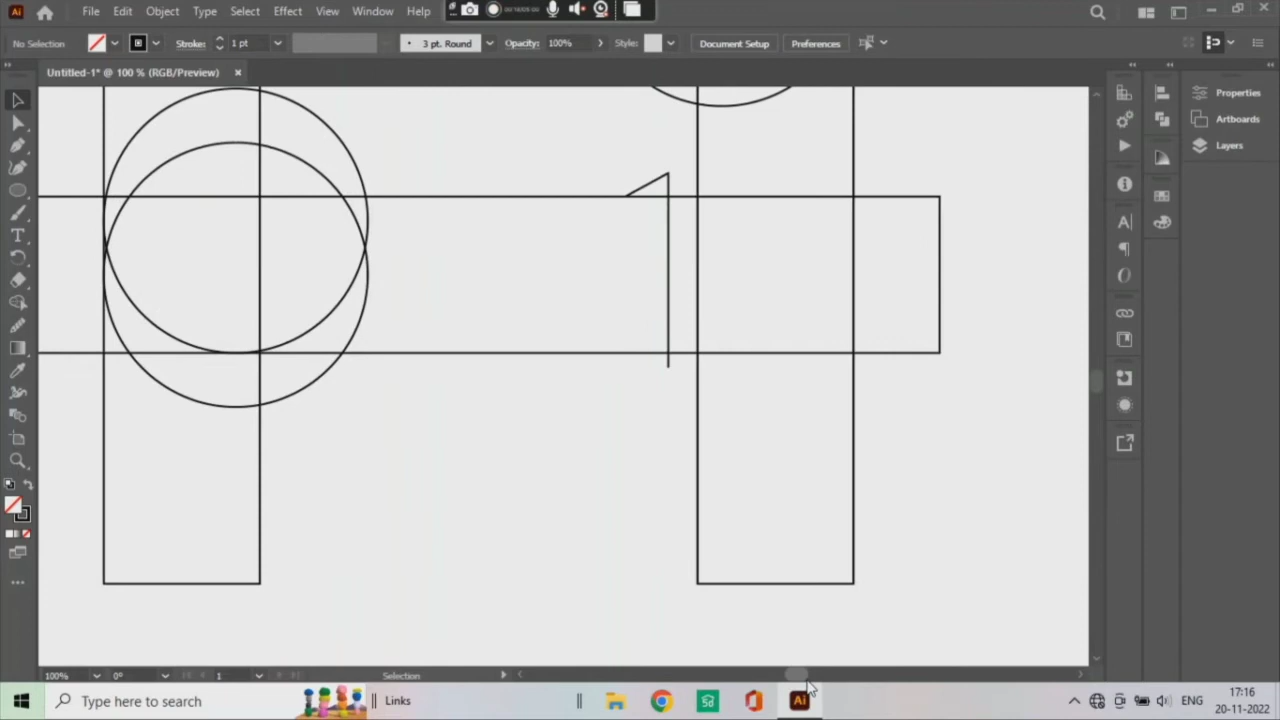 Ai File Edit Object Type Select Effect View Window Help
No Selection Stroke: 1 pt 3 pt. Round Opacity: 100% Style: Document Setup Preferences
Untitled-1* @ 100 % (RGB/Preview) ×
Properties
Artboards
Layers
100% 0° 1 Selection
Type here to search Links Ai ENG 17:16
20-11-2022